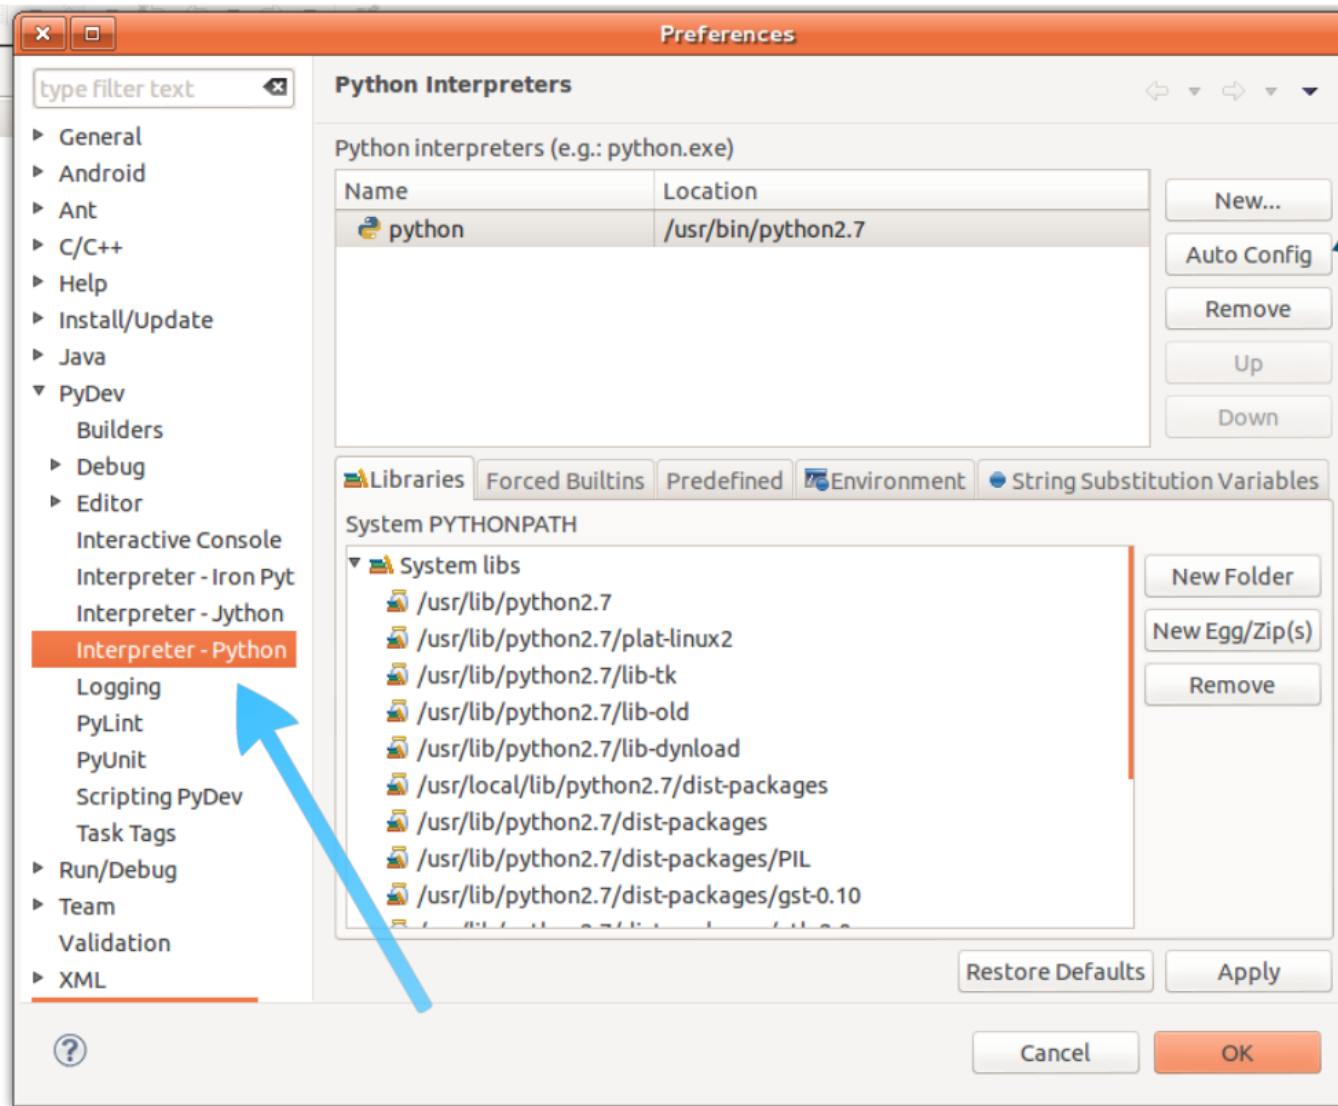 Preferences
type filter text
General
Android
Ant
C/C++
Help
Install/Update
Java
PyDev
Builders
Debug
Editor
Interactive Console
Interpreter - Iron Pyt
Interpreter - Jython
Interpreter - Python
Logging
PyLint
PyUnit
Scripting PyDev
Task Tags
Run/Debug
Team
Validation
XML
Python Interpreters
Python interpreters (e.g.: python.exe)
Name Location
python /usr/bin/python2.7
New...
Auto Config
Remove
Up
Down
Libraries Forced Builtins Predefined Environment String Substitution Variables
System PYTHONPATH
System libs
/usr/lib/python2.7
/usr/lib/python2.7/plat-linux2
/usr/lib/python2.7/lib-tk
/usr/lib/python2.7/lib-old
/usr/lib/python2.7/lib-dynload
/usr/local/lib/python2.7/dist-packages
/usr/lib/python2.7/dist-packages
/usr/lib/python2.7/dist-packages/PIL
/usr/lib/python2.7/dist-packages/gst-0.10
New Folder
New Egg/Zip(s)
Remove
Restore Defaults Apply
Cancel OK